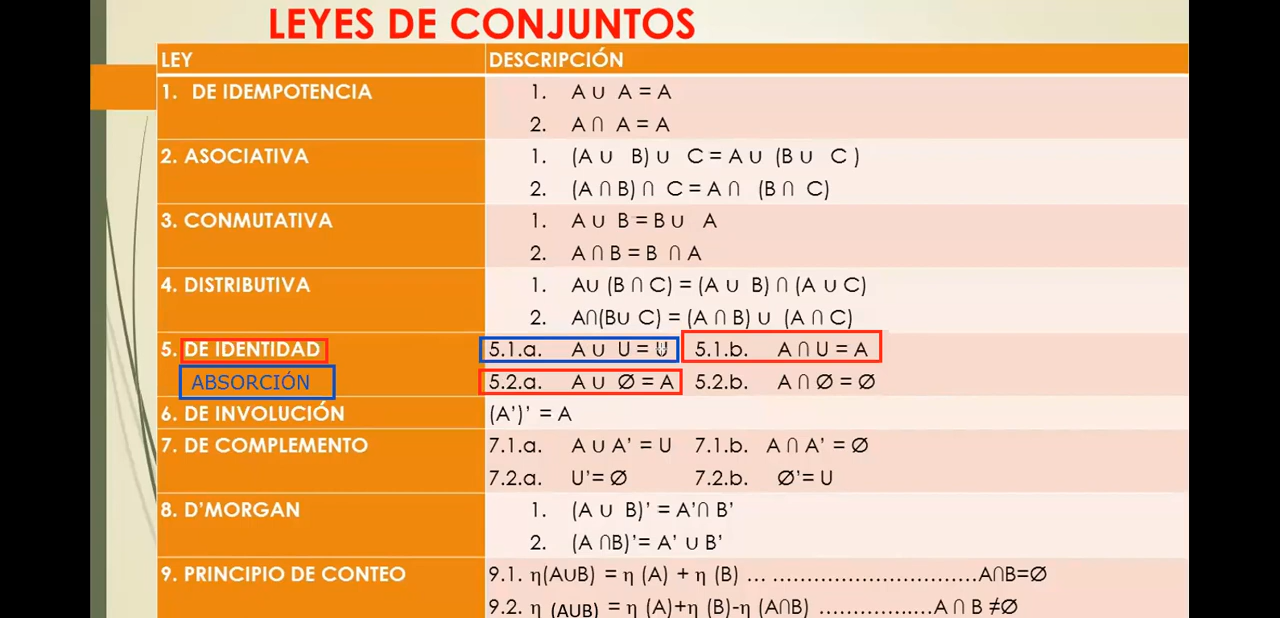 LEYES DE CONJUNTOS
LEY DESCRIPCIÓN
1. DE IDEMPOTENCIA 1. A ∪ A = A
2. A ∩ A = A
2. ASOCIATIVA 1. (A ∪ B) ∪ C = A ∪ (B ∪ C )
2. (A ∩ B) ∩ C = A ∩ (B ∩ C)
3. CONMUTATIVA 1. A ∪ B = B ∪ A
2. A ∩ B = B ∩ A
4. DISTRIBUTIVA 1. A∪ (B ∩ C) = (A ∪ B) ∩ (A ∪ C)
2. A∩(B∪ C) = (A ∩ B) ∪ (A ∩ C)
5. DE IDENTIDAD 5.1.a. A ∪ U = U 5.1.b. A ∩ U = A
ABSORCIÓN 5.2.a. A ∪ Ø = A 5.2.b. A ∩ Ø = Ø
6. DE INVOLUCIÓN (A’)’ = A
7. DE COMPLEMENTO 7.1.a. A ∪ A’ = U 7.1.b. A ∩ A’ = Ø
7.2.a. U’= Ø 7.2.b. Ø’= U
8. D’MORGAN 1. (A ∪ B)’ = A’∩ B’
2. (A ∩B)’= A’ ∪ B’
9. PRINCIPIO DE CONTEO 9.1. η(A∪B) = η (A) + η (B) … ……………………………A∩B=Ø
9.2. η (A∪B) = η (A)+η (B)-η (A∩B) ……………….A ∩ B ≠Ø